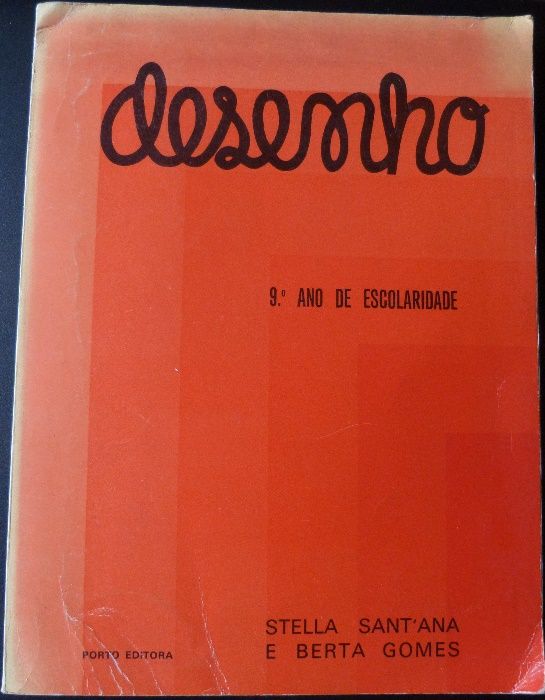 desenho
9.º ANO DE ESCOLARIDADE
STELLA SANT'ANA
E BERTA GOMES
PORTO EDITORA